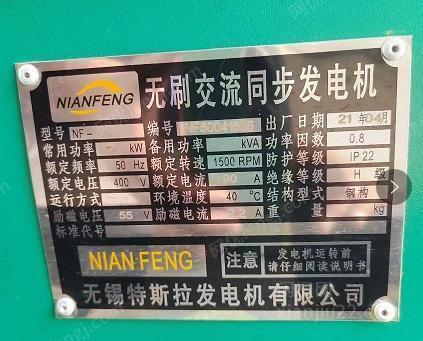 NIANFENG
无刷交流同步发电机
型号 NF- 编号 出厂日期 21年04月
常用功率 kW 备用功率 kVA 功率因数 0.8
额定频率 50 Hz 额定转速 1500 RPM 防护等级 IP22
额定电压 400 V 额定电流 A 绝缘等级 H 级
运行方式 环境温度 40 ℃ 结构型式 钢构
励磁电压 55 V 励磁电流 2.2 A 重量 kg
标准代号
NIAN·FENG 注意 发电机运转前
请仔细阅读说明书
无锡特斯拉发电机有限公司